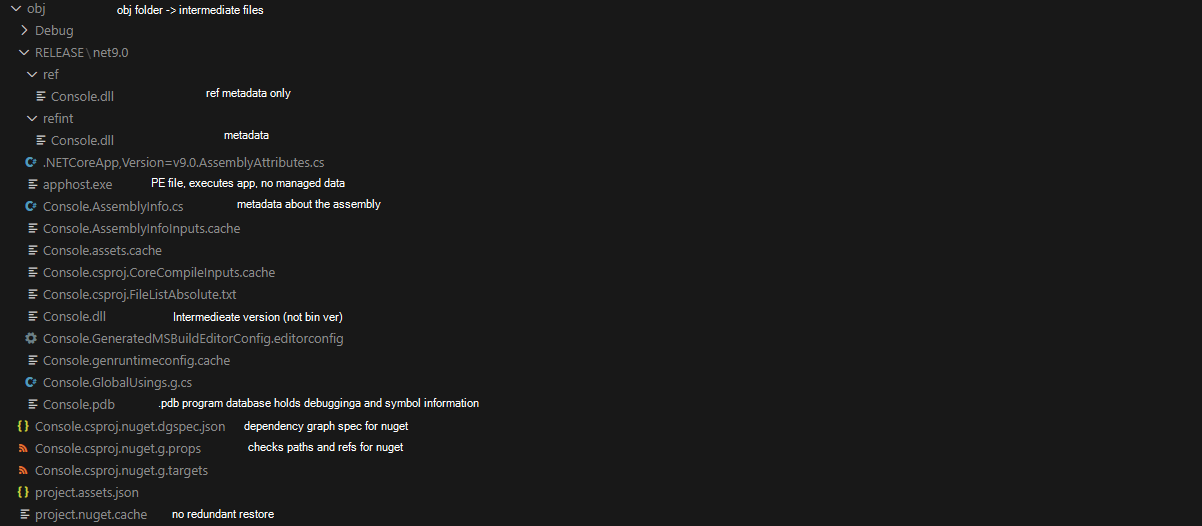 obj obj folder -> intermediate files
Debug
RELEASE\net9.0
ref
Console.dll ref metadata only
refint
Console.dll metadata
.NETCoreApp,Version=v9.0.AssemblyAttributes.cs
apphost.exe PE file, executes app, no managed data
Console.AssemblyInfo.cs metadata about the assembly
Console.AssemblyInfoInputs.cache
Console.assets.cache
Console.csproj.CoreCompileInputs.cache
Console.csproj.FileListAbsolute.txt
Console.dll Intermedieate version (not bin ver)
Console.GeneratedMSBuildEditorConfig.editorconfig
Console.genruntimeconfig.cache
Console.GlobalUsings.g.cs
Console.pdb .pdb program database holds debugginga and symbol information
Console.csproj.nuget.dgspec.json dependency graph spec for nuget
Console.csproj.nuget.g.props checks paths and refs for nuget
Console.csproj.nuget.g.targets
project.assets.json
project.nuget.cache no redundant restore